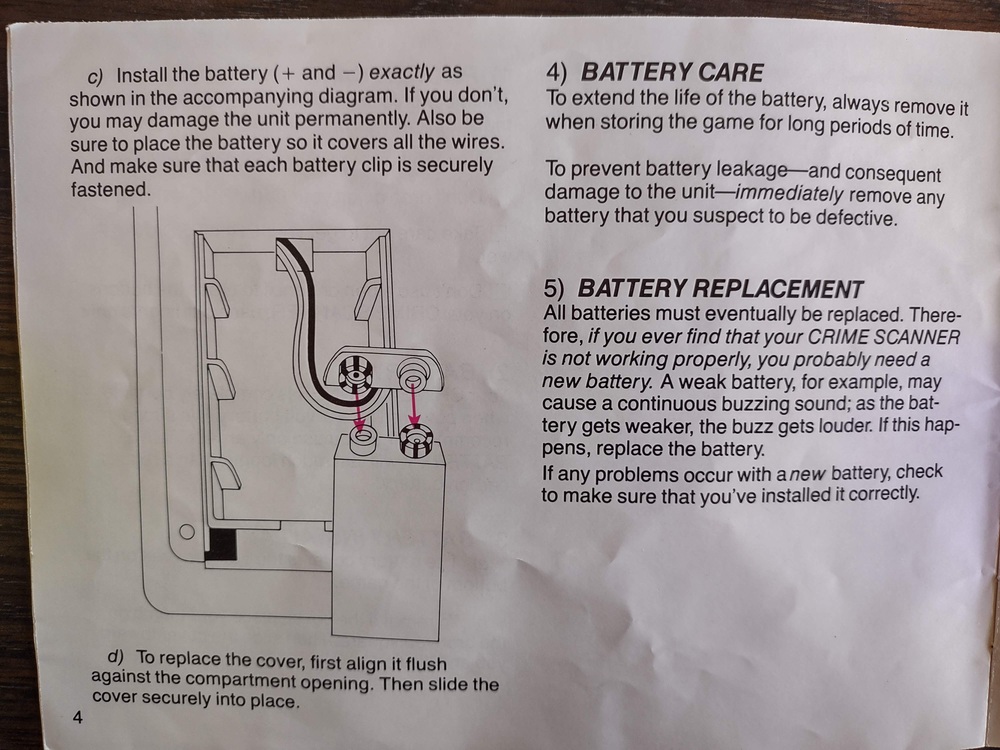 c) Install the battery (+ and −) exactly as
shown in the accompanying diagram. If you don't,
you may damage the unit permanently. Also be
sure to place the battery so it covers all the wires.
And make sure that each battery clip is securely
fastened.
d) To replace the cover, first align it flush
against the compartment opening. Then slide the
cover securely into place.
4
4) BATTERY CARE
To extend the life of the battery, always remove it
when storing the game for long periods of time.
To prevent battery leakage—and consequent
damage to the unit—immediately remove any
battery that you suspect to be defective.
5) BATTERY REPLACEMENT
All batteries must eventually be replaced. There-
fore, if you ever find that your CRIME SCANNER
is not working properly, you probably need a
new battery. A weak battery, for example, may
cause a continuous buzzing sound; as the bat-
tery gets weaker, the buzz gets louder. If this hap-
pens, replace the battery.
If any problems occur with a new battery, check
to make sure that you've installed it correctly.